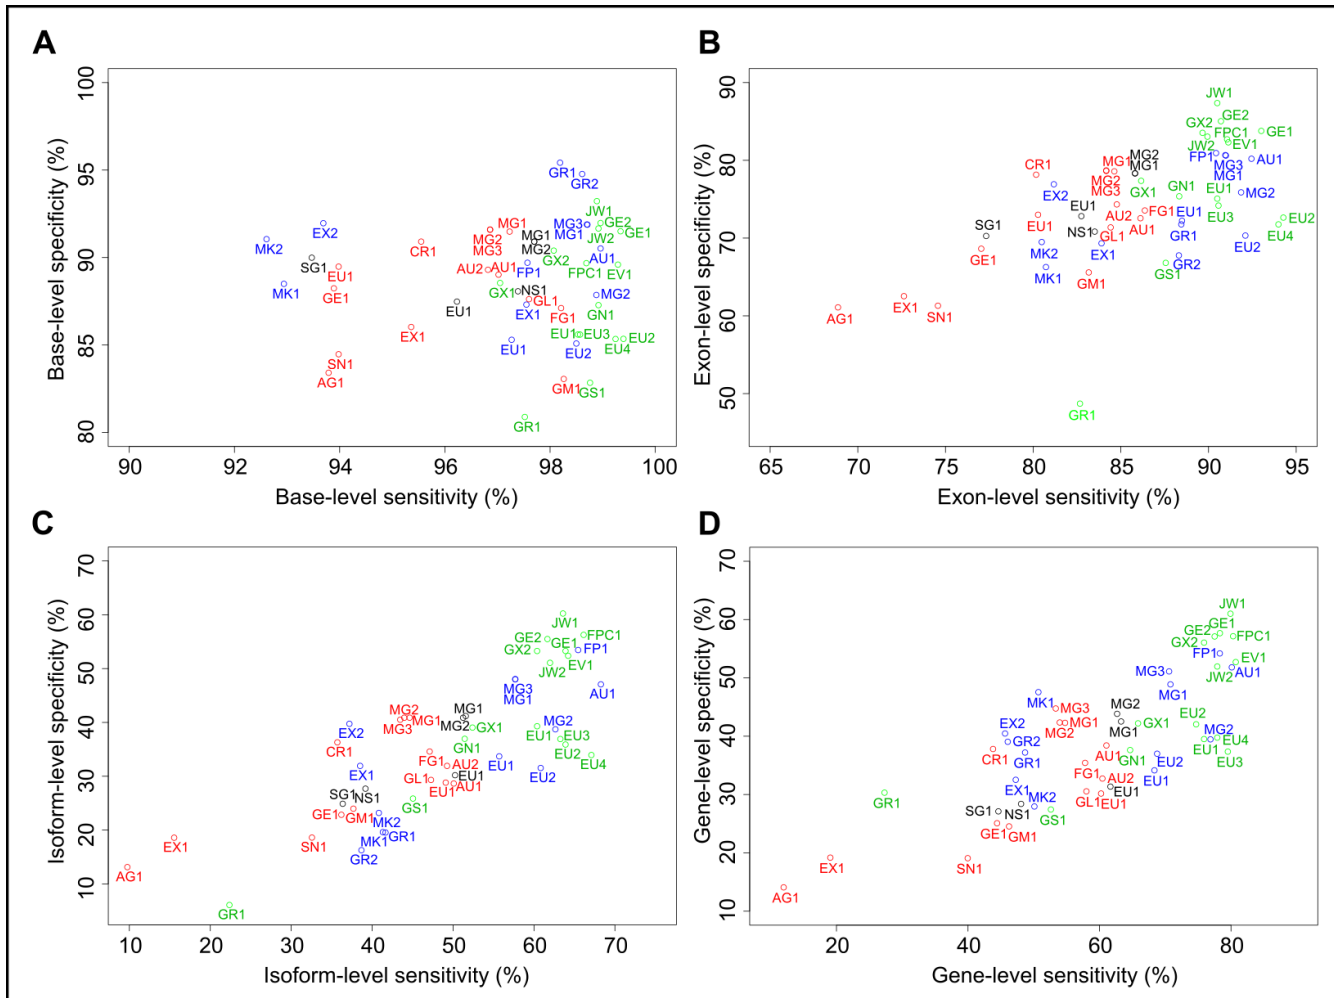 A
Base-level specificity (%)
100
95
90
85
80
GR1
GR2
JW1
MK2
EX2
MG1
MG3
GE2
CR1
MG2
MG1
MG1
GE1
MG3
MG2
JW2
SG1
GX2
AU1
EU1
AU2
AU1
FP1
FPC1
EV1
GE1
MK1
GX1
NS1
MG2
EU1
GL1
EX1
FG1
GN1
EX1
EU1
EU3
EU2
EU1
EU2
EU4
SN1
AG1
GM1
GS1
GR1
90
92
94
96
98
100
Base-level sensitivity (%)
B
Exon-level specificity (%)
90
80
70
60
50
JW1
GX2
GE2
FPC1
GE1
JW2
EV1
CR1
MG1
MG2
FP1
MG3
AU1
MG2
MG1
MG1
EX2
MG3
GX1
GN1
EU1
MG2
SG1
EU1
EU1
AU2
FG1
EU1
EU3
EU2
NS1
GL1
AU1
GR1
EU4
GE1
MK2
EX1
EU2
MK1
GM1
GR2
GS1
AG1
EX1
SN1
GR1
65
70
75
80
85
90
95
Exon-level sensitivity (%)
C
Isoform-level specificity (%)
70
60
50
40
30
20
10
JW1
GE2
GE1
FPC1
GX2
FP1
JW2
EV1
MG3
AU1
MG1
MG2
MG1
EX2
MG3
MG1
MG2
GX1
MG2
CR1
GN1
EU1
EU3
EU2
EX1
FG1
AU2
EU1
EU1
EU4
GL1
EU1
AU1
EU2
SG1
NS1
GE1
GM1
GS1
MK2
EX1
SN1
MK1
GR1
GR2
AG1
GR1
10
20
30
40
50
60
70
Isoform-level sensitivity (%)
D
Gene-level specificity (%)
70
60
50
40
30
20
10
JW1
GE2
GE1
GX2
FPC1
FP1
EV1
MG3
JW2
AU1
MK1
MG1
MG3
MG2
EU2
EX2
MG1
GX1
MG2
GR2
MG2
MG1
EU1
EU4
CR1
GR1
AU1
GN1
EU2
EU3
FG1
EU1
EX1
AU2
GR1
MK2
GL1
EU1
EU1
SG1
NS1
GS1
GE1
GM1
EX1
SN1
AG1
20
40
60
80
Gene-level sensitivity (%)